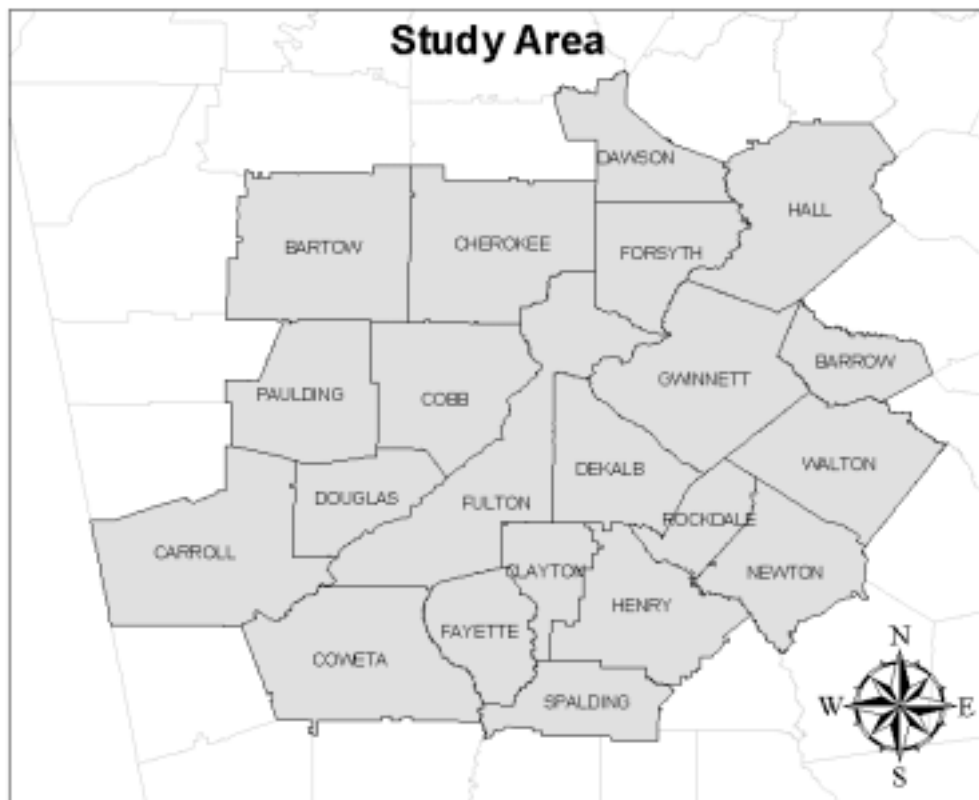 Study Area
DAWSON
HALL
BARTOW
CHEROKEE
FORSYTH
BARROW
GWINNETT
PAULDING
COBB
WALTON
DEKALB
DOUGLAS
FULTON
ROCKDALE
CARROLL
CLAYTON
NEWTON
HENRY
FAYETTE
COWETA
SPALDING
N
W E
S